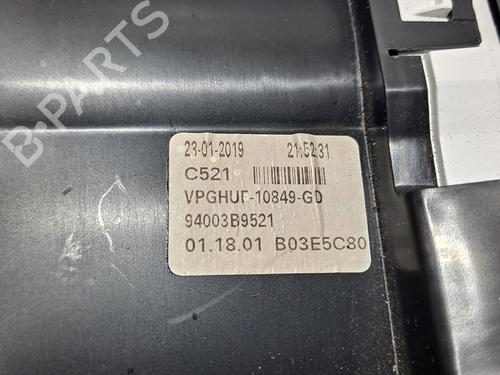 B-PARTS
23-01-2019 21:52:31
C521
VPGHUF-10849-GD
94003B9521
01.18.01 B03E5C80